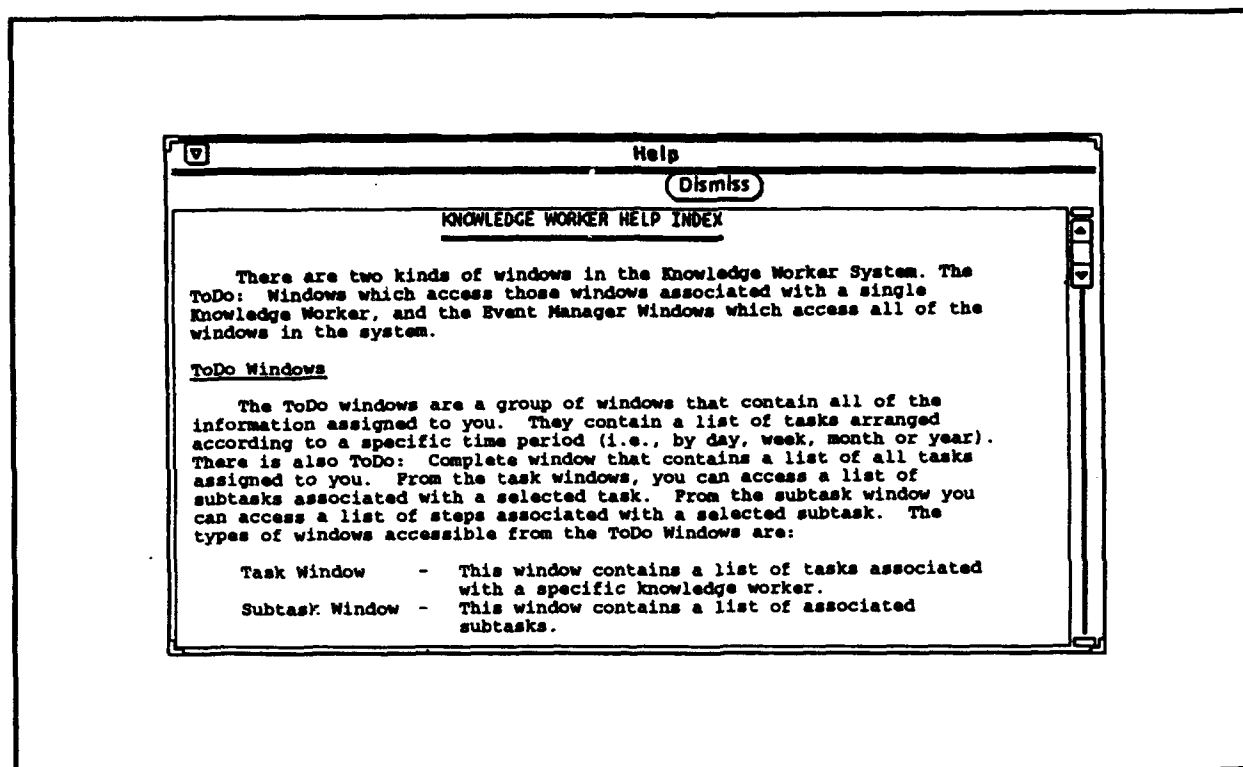 Help
Dismiss
KNOWLEDGE WORKER HELP INDEX
There are two kinds of windows in the Knowledge Worker System. The
ToDo:  Windows which access those windows associated with a single
Knowledge Worker, and the Event Manager Windows which access all of the
windows in the system.
ToDo Windows
The ToDo windows are a group of windows that contain all of the
information assigned to you.  They contain a list of tasks arranged
according to a specific time period (i.e., by day, week, month or year).
There is also ToDo:  Complete window that contains a list of all tasks
assigned to you.  From the task windows, you can access a list of
subtasks associated with a selected task.  From the subtask window you
can access a list of steps associated with a selected subtask.  The
types of windows accessible from the ToDo Windows are:
Task Window    -  This window contains a list of tasks associated
with a specific knowledge worker.
Subtask Window -  This window contains a list of associated
subtasks.